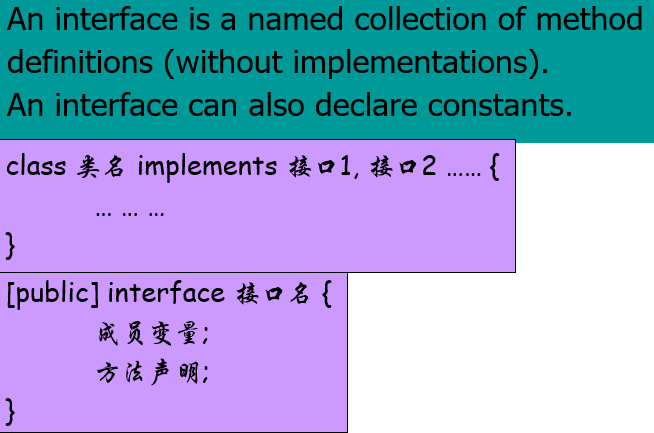 An interface is a named collection of method
definitions (without implementations).
An interface can also declare constants.
class 类名 implements 接口1, 接口2 …… {
… … …
}
[public] interface 接口名 {
成员变量;
方法声明;
}